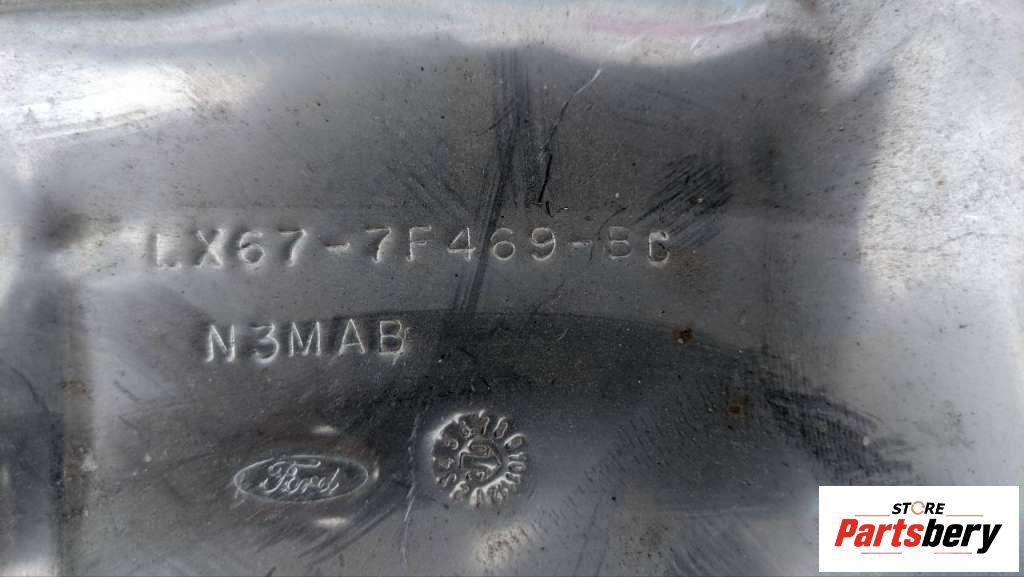 LX67-7F469-BC
N3MAB
Ford
STORE
Partsbery